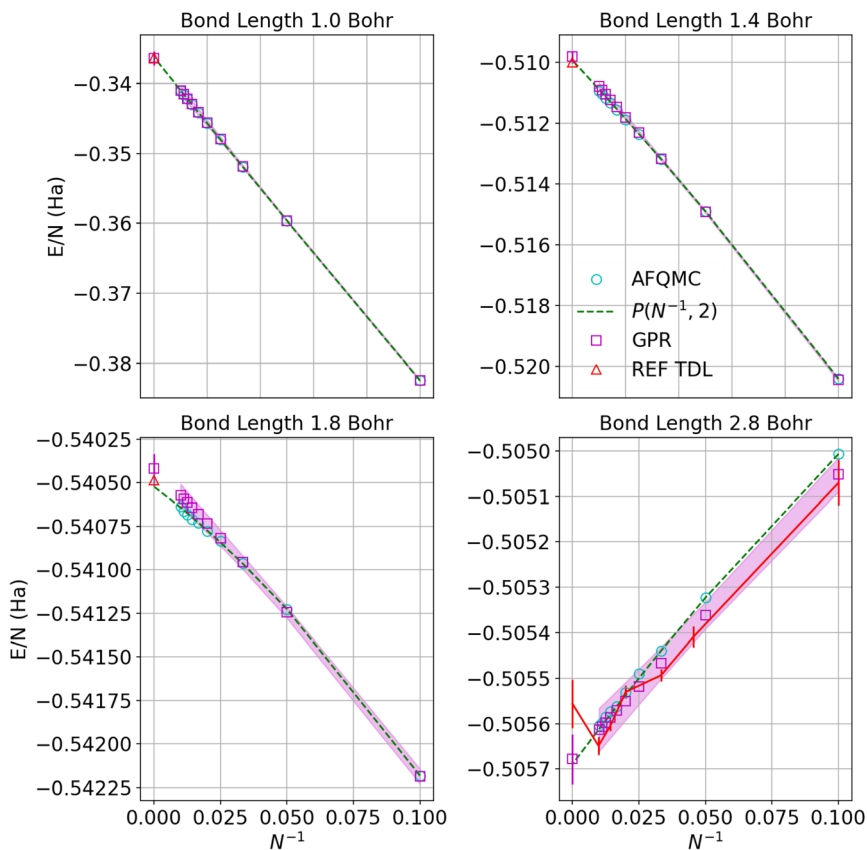 Bond Length 1.0 Bohr
−0.34
−0.35
−0.36
−0.37
−0.38
E/N (Ha)
Bond Length 1.4 Bohr
−0.510
−0.512
−0.514
−0.516
−0.518
−0.520
AFQMC
P(N⁻¹, 2)
GPR
REF TDL
Bond Length 1.8 Bohr
−0.54025
−0.54050
−0.54075
−0.54100
−0.54125
−0.54150
−0.54175
−0.54200
−0.54225
E/N (Ha)
0.000 0.025 0.050 0.075 0.100
N⁻¹
Bond Length 2.8 Bohr
−0.5050
−0.5051
−0.5052
−0.5053
−0.5054
−0.5055
−0.5056
−0.5057
0.000 0.025 0.050 0.075 0.100
N⁻¹